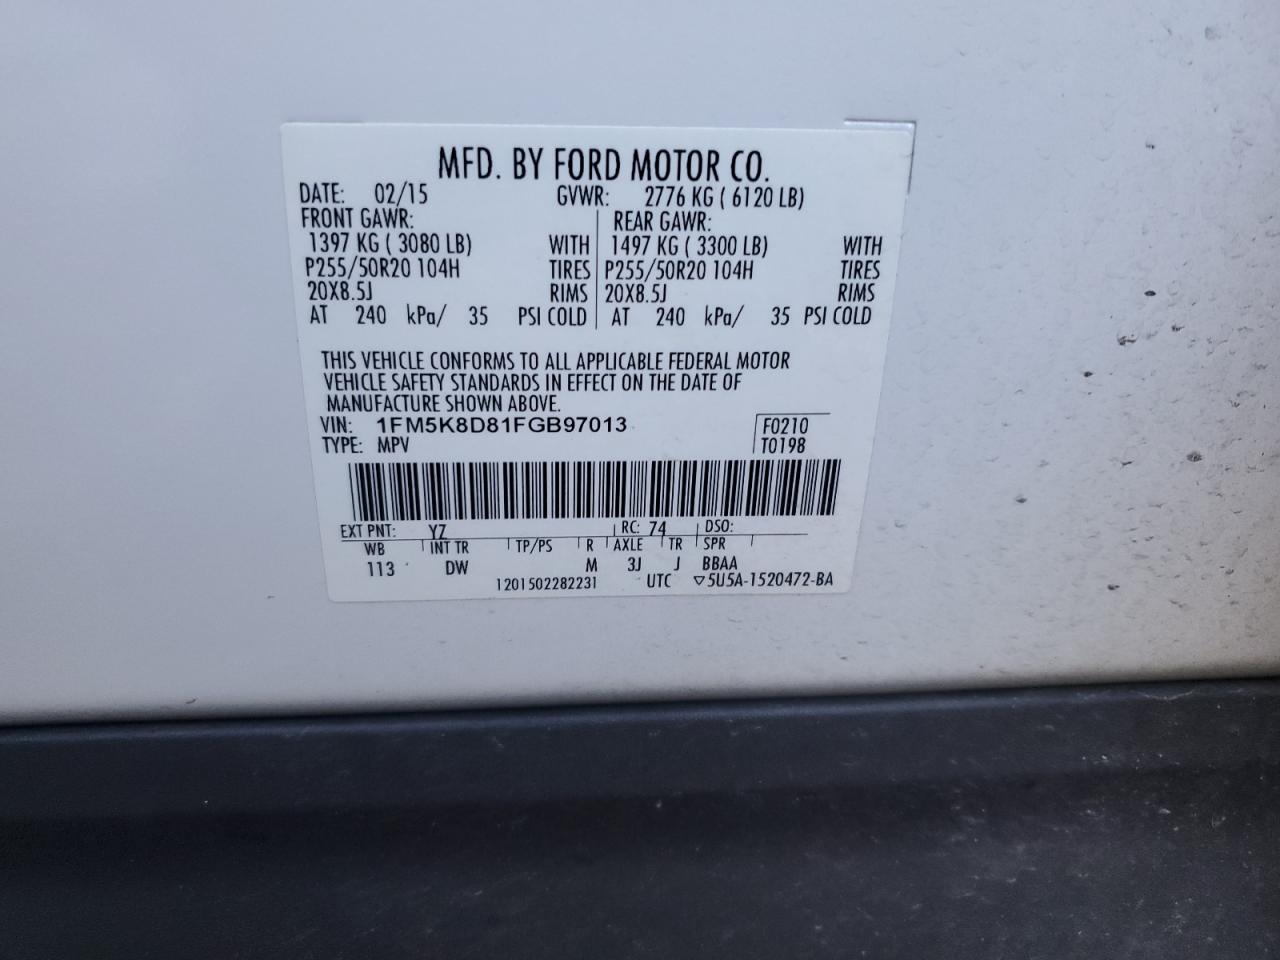 MFD. BY FORD MOTOR CO.
DATE: 02/15 GVWR: 2776 KG ( 6120 LB)
FRONT GAWR: REAR GAWR:
1397 KG ( 3080 LB) WITH 1497 KG ( 3300 LB) WITH
P255/50R20 104H TIRES P255/50R20 104H TIRES
20X8.5J RIMS 20X8.5J RIMS
AT 240 kPa/ 35 PSI COLD AT 240 kPa/ 35 PSI COLD
THIS VEHICLE CONFORMS TO ALL APPLICABLE FEDERAL MOTOR
VEHICLE SAFETY STANDARDS IN EFFECT ON THE DATE OF
MANUFACTURE SHOWN ABOVE.
VIN: 1FM5K8D81FGB97013 F0210
TYPE: MPV T0198
EXT PNT: YZ RC: 74 DSO:
WB INT TR TP/PS R AXLE TR SPR
113 DW M 3J J BBAA
1201502282231 UTC ▽5U5A-1520472-BA